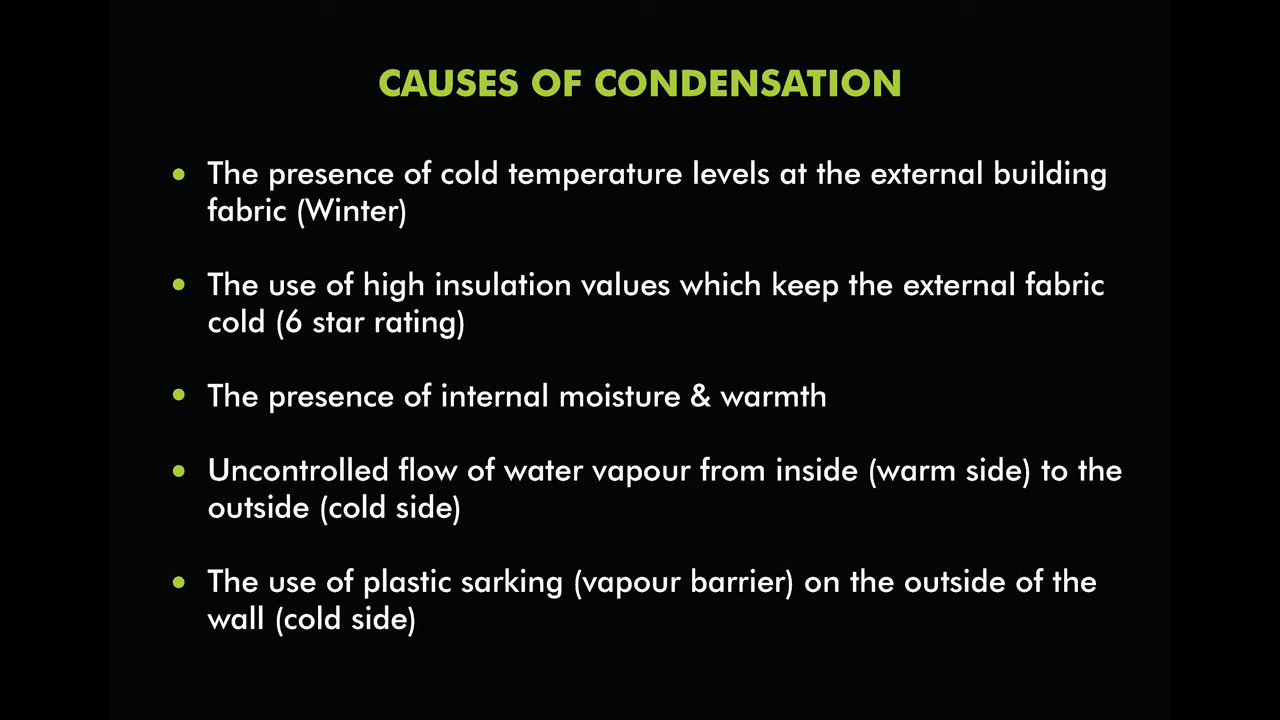 CAUSES OF CONDENSATION
• The presence of cold temperature levels at the external building
fabric (Winter)
• The use of high insulation values which keep the external fabric
cold (6 star rating)
• The presence of internal moisture & warmth
• Uncontrolled flow of water vapour from inside (warm side) to the
outside (cold side)
• The use of plastic sarking (vapour barrier) on the outside of the
wall (cold side)